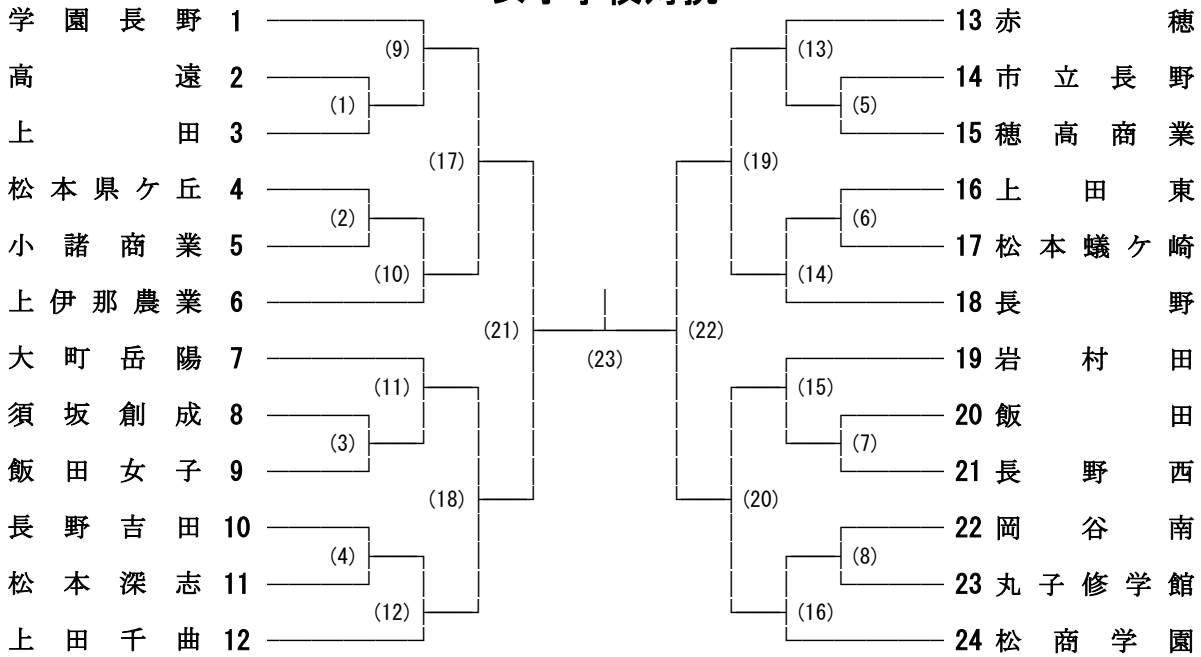 学園長野 1
(9)
高遠 2
(1)
上田 3
(17)
松本県ケ丘 4
(2)
小諸商業 5
(10)
上伊那農業 6
(21)
大町岳陽 7
(11)
須坂創成 8
(3)
飯田女子 9
(18)
長野吉田 10
(4)
松本深志 11
(12)
上田千曲 12
(23)
13 赤穂
(13)
14 市立長野
(5)
15 穂高商業
(19)
16 上田東
(6)
17 松本蟻ケ崎
(14)
18 長野
(22)
19 岩村田
(15)
20 飯田
(7)
21 長野西
(20)
22 岡谷南
(8)
23 丸子修学館
(16)
24 松商学園